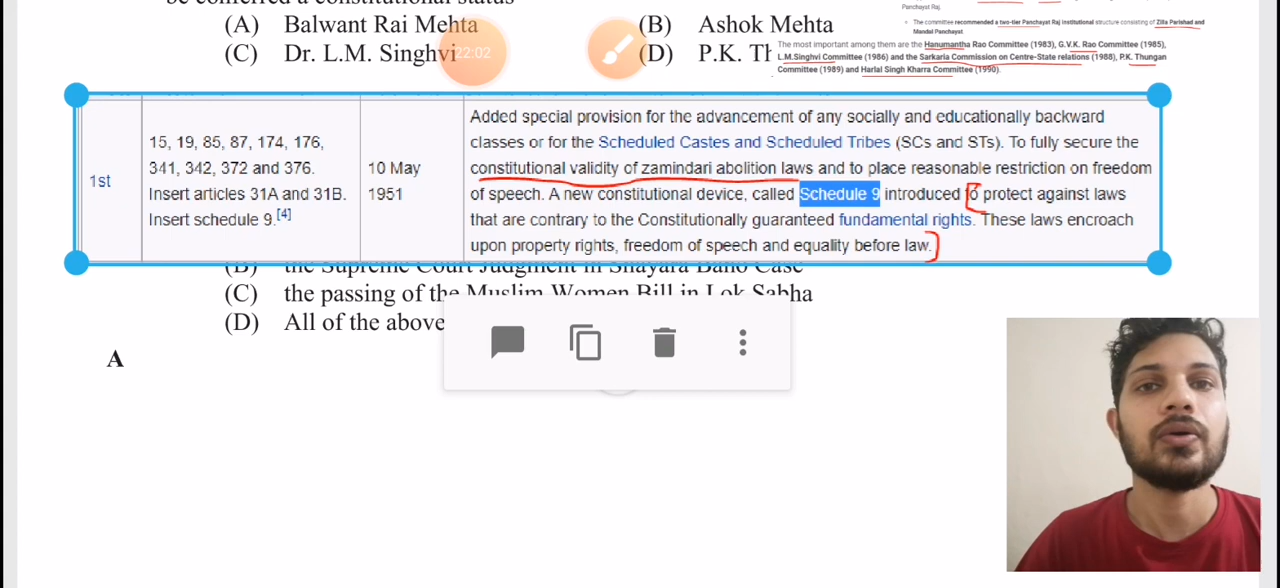 be conferred a constitutional status
(A) Balwant Rai Mehta
(B) Ashok Mehta
(C) Dr. L.M. Singhvi
(D) P.K.
22:02
Panchayat Raj.
The committee recommended a two-tier Panchayat Raj institutional structure consisting of Zilla Parishad and
Mandal Panchayat
The most important among them are the Hanumantha Rao Committee (1983), G.V.K. Rao Committee (1985),
L.M.Singhvi Committee (1986) and the Sarkaria Commission on Centre-State relations (1988), P.K. Thungan
Committee (1989) and Harlal Singh Kharra Committee (1990).
1st
15, 19, 85, 87, 174, 176,
341, 342, 372 and 376.
Insert articles 31A and 31B.
Insert schedule 9.[4]
10 May
1951
Added special provision for the advancement of any socially and educationally backward
classes or for the Scheduled Castes and Scheduled Tribes (SCs and STs). To fully secure the
constitutional validity of zamindari abolition laws and to place reasonable restriction on freedom
of speech. A new constitutional device, called Schedule 9 introduced to protect against laws
that are contrary to the Constitutionally guaranteed fundamental rights. These laws encroach
upon property rights, freedom of speech and equality before law.
(B) the Supreme Court Judgment in Shayara Bano Case
(C) the passing of the Muslim Women Bill in Lok Sabha
(D) All of the above
A